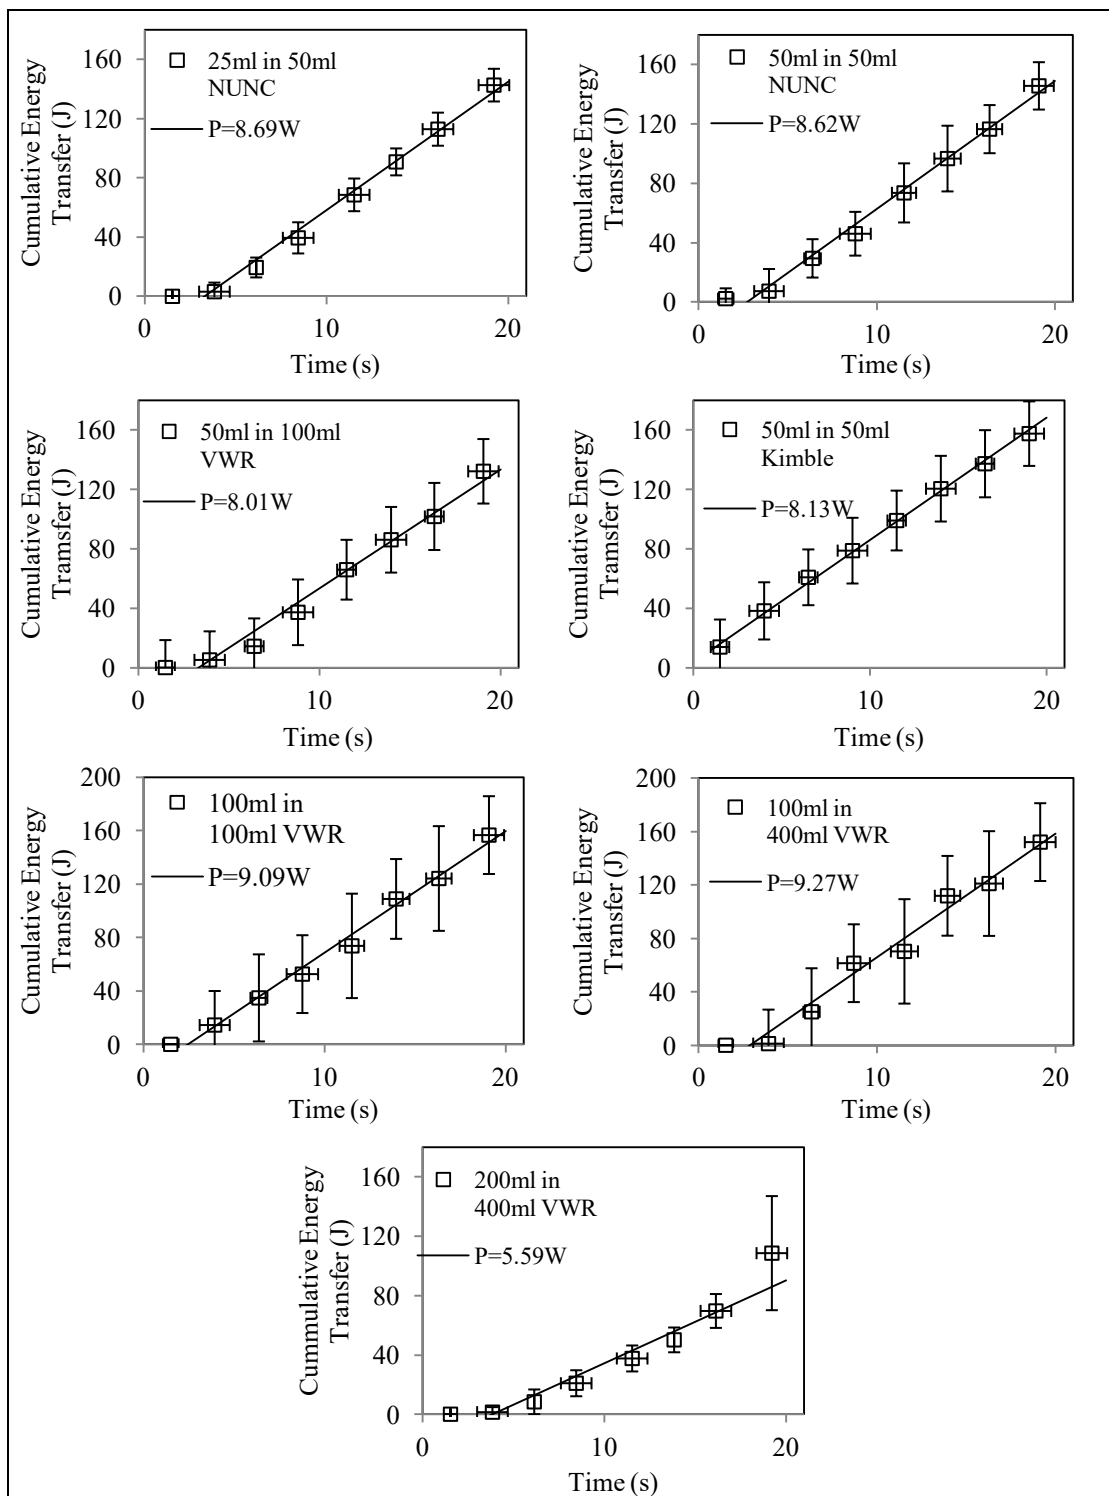 Cumulative Energy
Transfer (J)
160
120
80
40
0
25ml in 50ml
NUNC
P=8.69W
0 10 20
Time (s)
Cumulative Energy
Transfer (J)
160
120
80
40
0
50ml in 50ml
NUNC
P=8.62W
0 10 20
Time (s)
Cumulative Energy
Tramsfer (J)
160
120
80
40
0
50ml in 100ml
VWR
P=8.01W
0 10 20
Time (s)
Cumulative Energy
Tramsfer (J)
160
120
80
40
0
50ml in 50ml
Kimble
P=8.13W
0 10 20
Time (s)
Cumulative Energy
Transfer (J)
200
160
120
80
40
0
100ml in
100ml VWR
P=9.09W
0 10 20
Time (s)
Cumulative Energy
Transfer (J)
200
160
120
80
40
0
100ml in
400ml VWR
P=9.27W
0 10 20
Time (s)
Cummulative Energy
Transfer (J)
160
120
80
40
0
200ml in
400ml VWR
P=5.59W
0 10 20
Time (s)